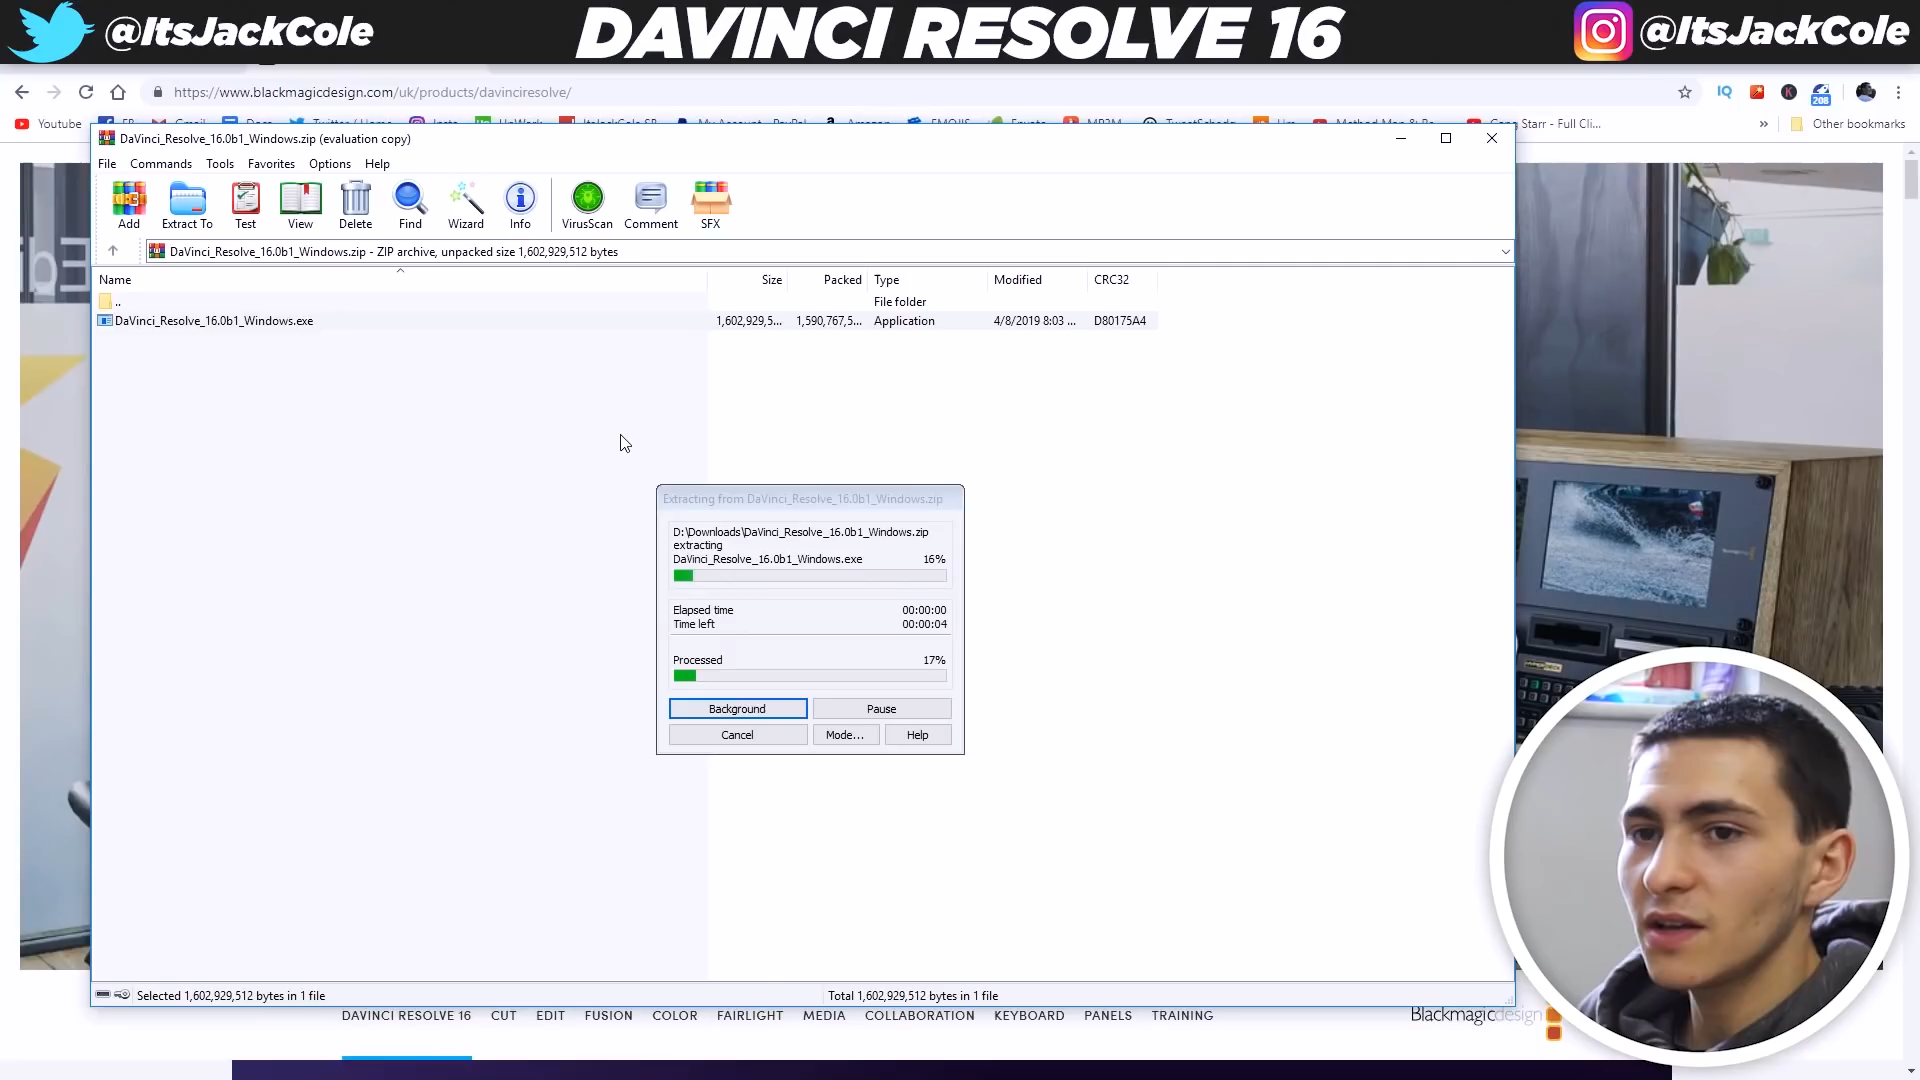 @ItsJackCole
DAVINCI RESOLVE 16
@ItsJackCole
https://www.blackmagicdesign.com/uk/products/davinciresolve/
IQ
K
208
Youtube
Gang Starr - Full Cli...
»
Other bookmarks
DaVinci_Resolve_16.0b1_Windows.zip (evaluation copy)
File Commands Tools Favorites Options Help
Add Extract To Test View Delete Find Wizard Info VirusScan Comment SFX
DaVinci_Resolve_16.0b1_Windows.zip - ZIP archive, unpacked size 1,602,929,512 bytes
Name Size Packed Type Modified CRC32
.. File folder
DaVinci_Resolve_16.0b1_Windows.exe 1,602,929,5... 1,590,767,5... Application 4/8/2019 8:03 ... D80175A4
Extracting from DaVinci_Resolve_16.0b1_Windows.zip
D:\Downloads\DaVinci_Resolve_16.0b1_Windows.zip
extracting
DaVinci_Resolve_16.0b1_Windows.exe 16%
Elapsed time 00:00:00
Time left 00:00:04
Processed 17%
Background Pause
Cancel Mode... Help
Selected 1,602,929,512 bytes in 1 file Total 1,602,929,512 bytes in 1 file
DAVINCI RESOLVE 16 CUT EDIT FUSION COLOR FAIRLIGHT MEDIA COLLABORATION KEYBOARD PANELS TRAINING
Blackmagicdesign